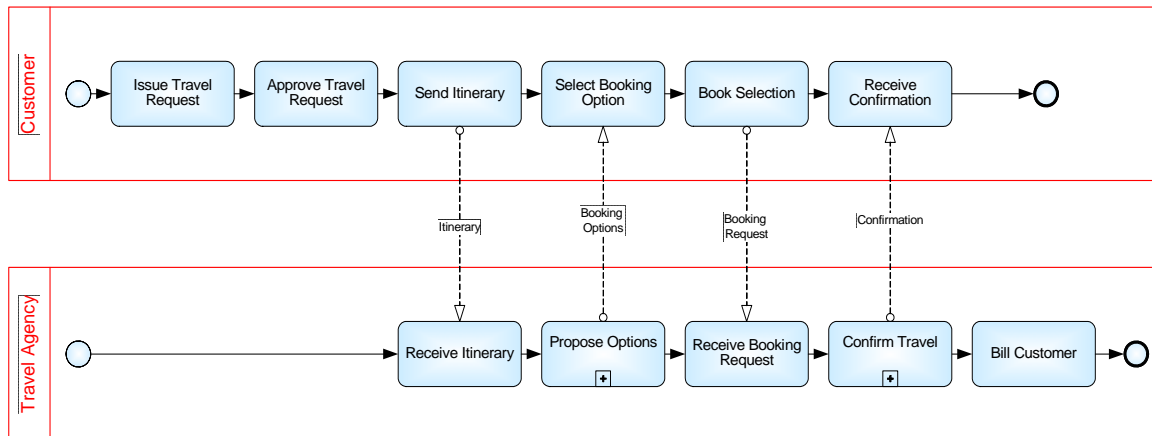 Customer
Issue Travel
Request
Approve Travel
Request
Send Itinerary
Select Booking
Option
Book Selection
Receive
Confirmation
Itinerary
Booking
Options
Booking
Request
Confirmation
Travel Agency
Receive Itinerary
Propose Options
Receive Booking
Request
Confirm Travel
Bill Customer